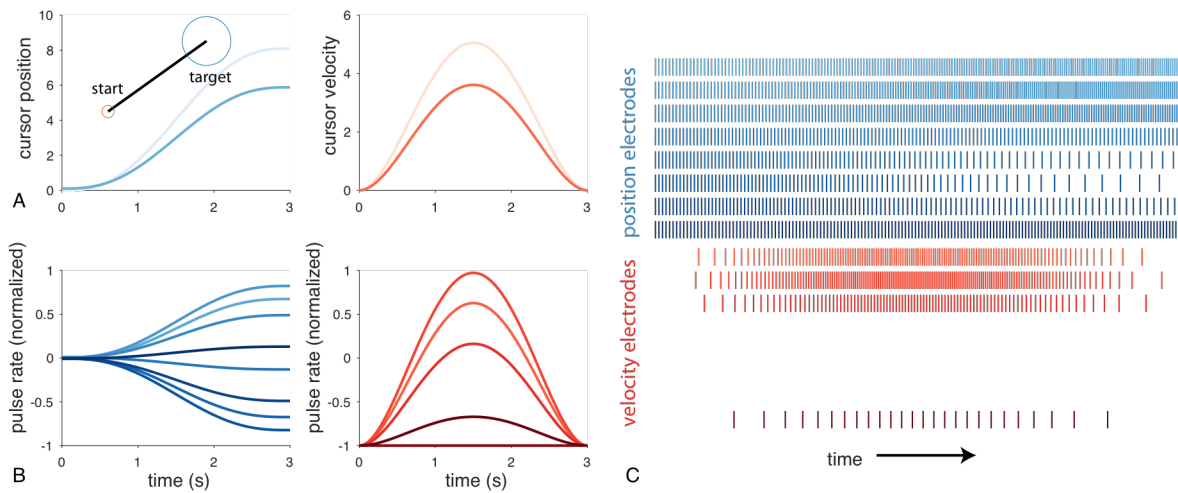 10
8
6
4
2
0
cursor position
start
target
0
1
2
3
A
6
4
2
0
cursor velocity
0
1
2
3
1
0.5
0
-0.5
-1
pulse rate (normalized)
0
1
2
3
time (s)
B
1
0.5
0
-0.5
-1
pulse rate (normalized)
0
1
2
3
time (s)
position electrodes
velocity electrodes
time
C